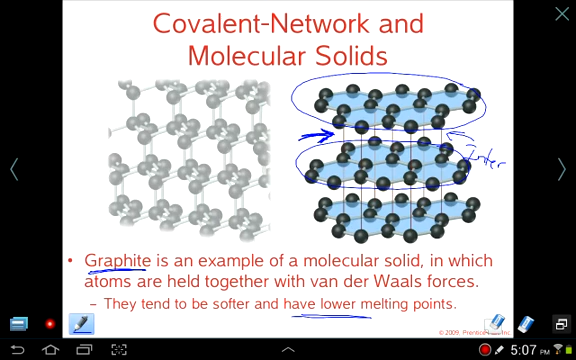 Covalent-Network and
Molecular Solids
Inter
• Graphite is an example of a molecular solid, in which
atoms are held together with van der Waals forces.
– They tend to be softer and have lower melting points.
© 2009, Prentice-Hall, Inc
5:07 PM